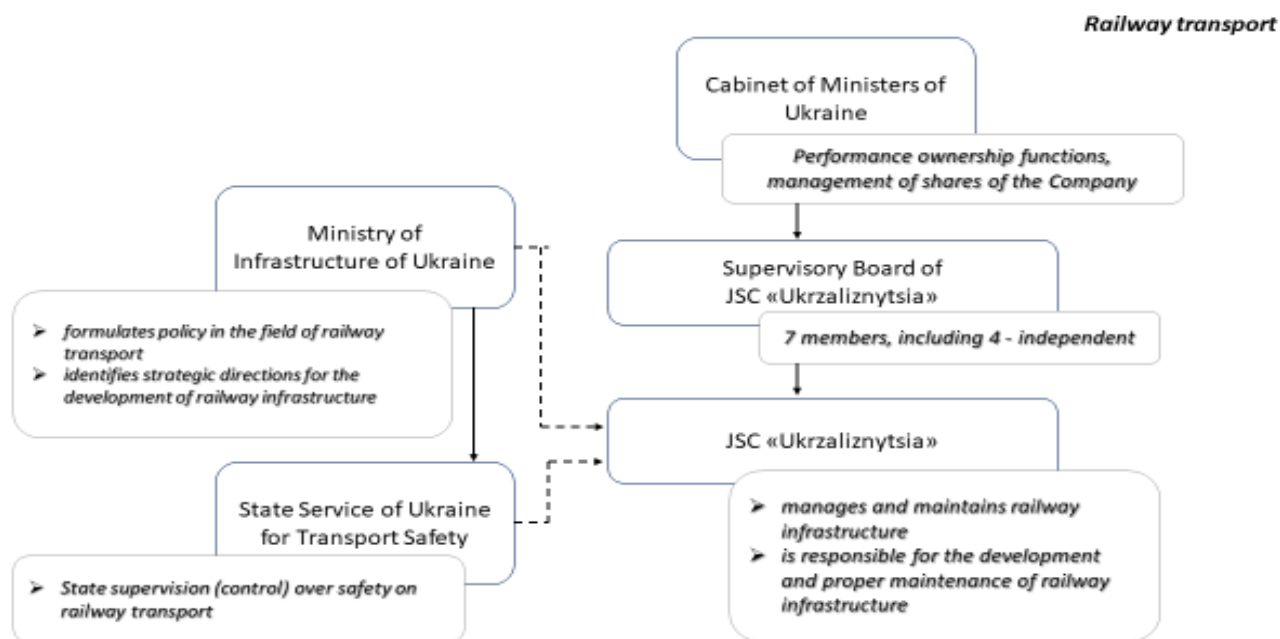 Railway transport
Cabinet of Ministers of
Ukraine
Performance ownership functions,
management of shares of the Company
Ministry of
Infrastructure of Ukraine
➤ formulates policy in the field of railway
transport
➤ identifies strategic directions for the
development of railway infrastructure
Supervisory Board of
JSC «Ukrzaliznytsia»
7 members, including 4 - independent
JSC «Ukrzaliznytsia»
➤ manages and maintains railway
infrastructure
➤ is responsible for the development
and proper maintenance of railway
infrastructure
State Service of Ukraine
for Transport Safety
➤ State supervision (control) over safety on
railway transport